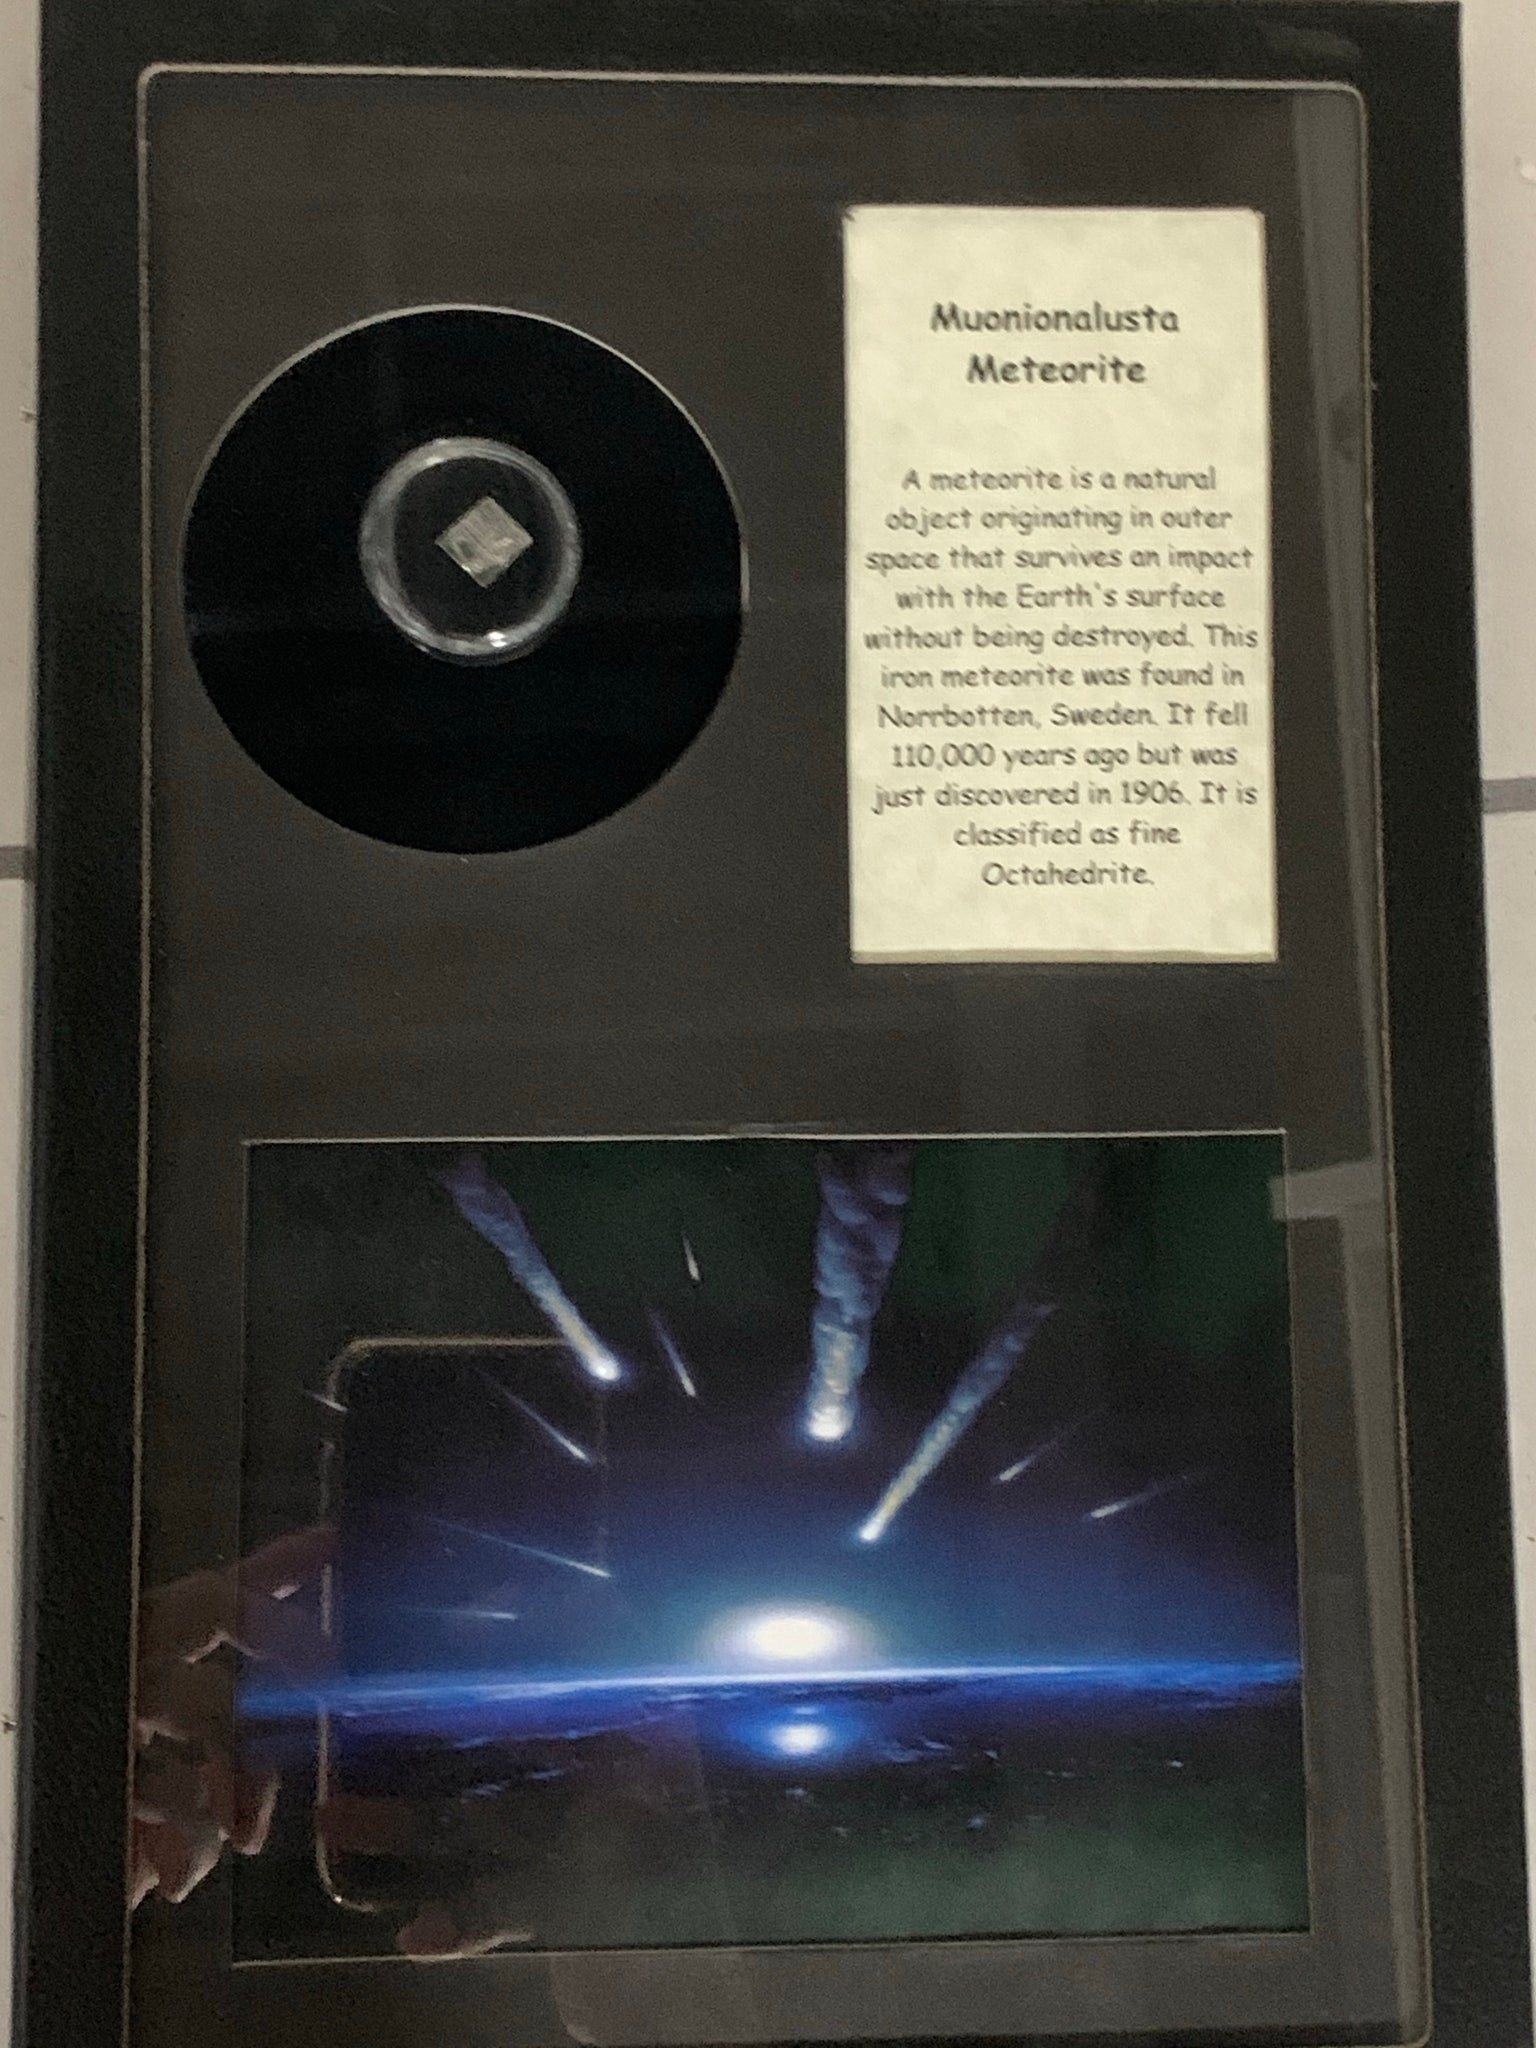 Muonionalusta
Meteorite
A meteorite is a natural
object originating in outer
space that survives an impact
with the Earth's surface
without being destroyed. This
iron meteorite was found in
Norrbotten, Sweden. It fell
110,000 years ago but was
just discovered in 1906. It is
classified as fine
Octahedrite.